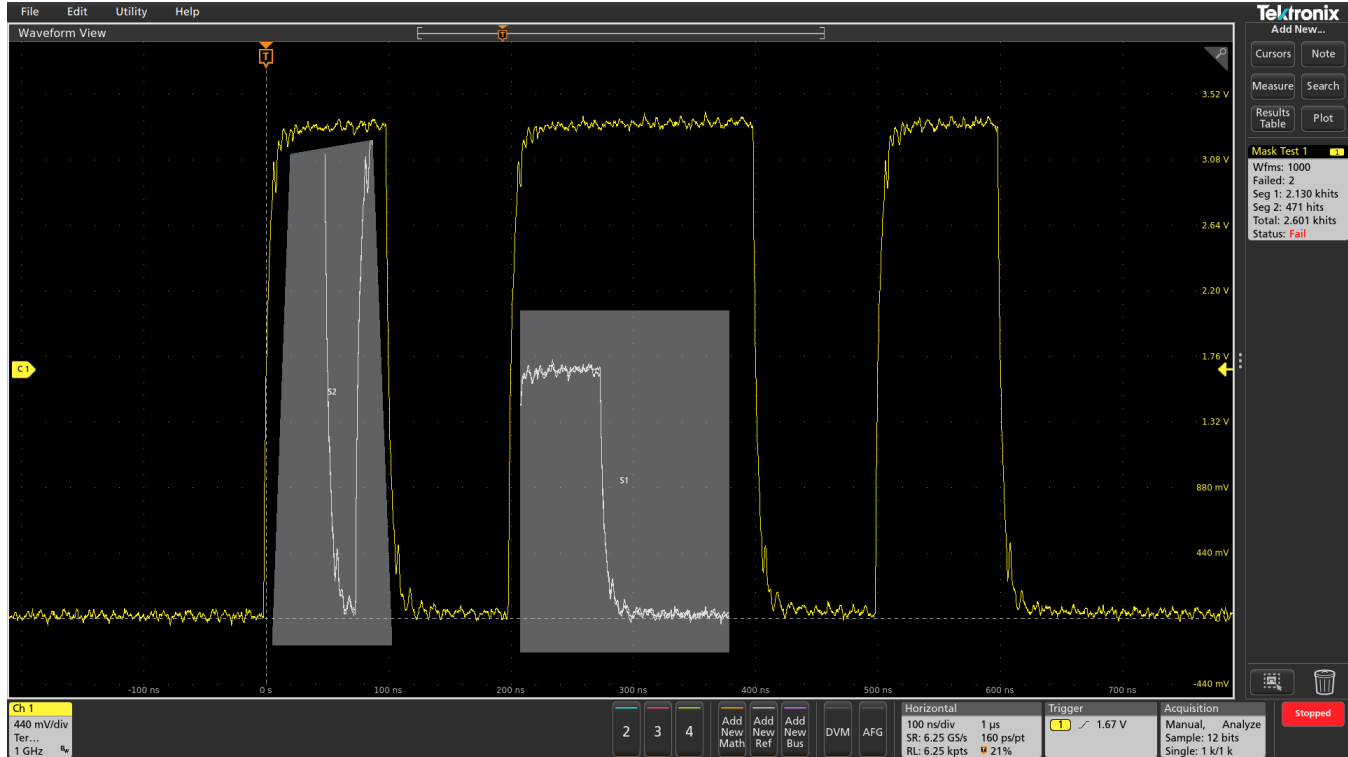 File Edit Utility Help
Tektronix
Waveform View
Add New...
T
T
Cursors Note
Measure Search
Results Table Plot
Mask Test 1 1
Wfms: 1000
Failed: 2
Seg 1: 2.130 khits
Seg 2: 471 hits
Total: 2.601 khits
Status: Fail
3.52 V
3.08 V
2.64 V
2.20 V
1.76 V
1.32 V
880 mV
440 mV
0 V
-440 mV
C 1
S2
S1
-100 ns 0 s 100 ns 200 ns 300 ns 400 ns 500 ns 600 ns 700 ns
Ch 1
440 mV/div
Ter...
1 GHz Bw
2 3 4
Add New Math
Add New Ref
Add New Bus
DVM AFG
Horizontal
100 ns/div 1 µs
SR: 6.25 GS/s 160 ps/pt
RL: 6.25 kpts 21%
Trigger
1 1.67 V
Acquisition
Manual, Analyze
Sample: 12 bits
Single: 1 k/1 k
Stopped